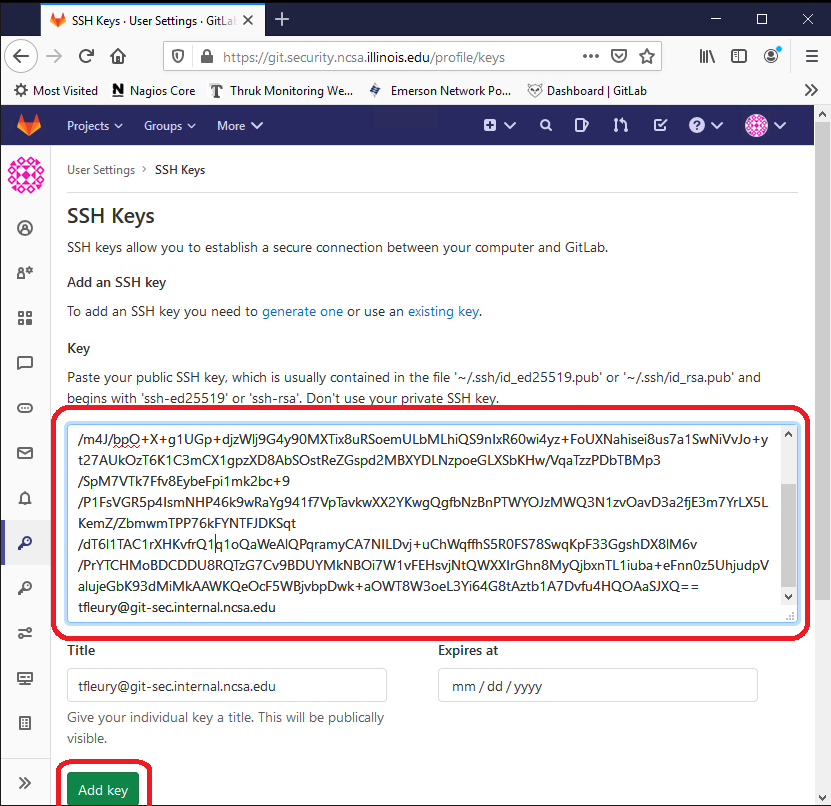 SSH Keys · User Settings · GitLab
https://git.security.ncsa.illinois.edu/profile/keys
Most Visited Nagios Core Thruk Monitoring We... Emerson Network Po... Dashboard | GitLab
Projects Groups More
User Settings > SSH Keys
SSH Keys
SSH keys allow you to establish a secure connection between your computer and GitLab.
Add an SSH key
To add an SSH key you need to generate one or use an existing key.
Key
Paste your public SSH key, which is usually contained in the file '~/.ssh/id_ed25519.pub' or '~/.ssh/id_rsa.pub' and
begins with 'ssh-ed25519' or 'ssh-rsa'. Don't use your private SSH key.
/m4J/bpQ+X+g1UGp+djzWlj9G4y90MXTix8uRSoemULbMLhiQS9nIxR60wi4yz+FoUXNahisei8us7a1SwNiVvJo+y
t27AUkOzT6K1C3mCX1gpzXD8AbSOstReZGspd2MBXYDLNzpoeGLXSbKHw/VqaTzzPDbTBMp3
/SpM7VTk7Ffv8EybeFpi1mk2bc+9
/P1FsVGR5p4IsmNHP46k9wRaYg941f7VpTavkwXX2YKwgQgfbNzBnPTWYOJzMWQ3N1zvOavD3a2fjE3m7YrLX5L
KemZ/ZbmwmTPP76kFYNTFJDKSqt
/dT6l1TAC1rXHKvfrQ1q1oQaWeAlQPqramyCA7NILDvj+uChWqffhS5R0FS78SwqKpF33GgshDX8lM6v
/PrYTCHMoBDCDDU8RQTzG7Cv9BDUYMkNBOi7W1vFEHsvjNtQWXXIrGhn8MyQjbxnTL1iuba+eFnn0z5UhjudpV
alujeGbK93dMiMkAAWKQeOcF5WBjvbpDwk+aOWT8W3oeL3Yi64G8tAztb1A7Dvfu4HQOAaSJXQ==
tfleury@git-sec.internal.ncsa.edu
Title Expires at
tfleury@git-sec.internal.ncsa.edu mm / dd / yyyy
Give your individual key a title. This will be publically
visible.
Add key